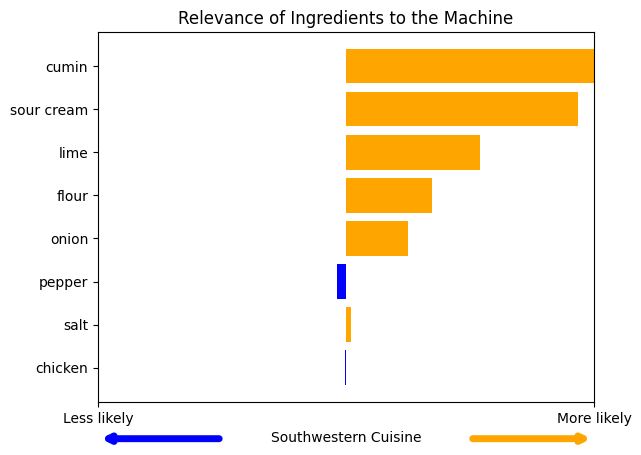 Relevance of Ingredients to the Machine
cumin
sour cream
lime
flour
onion
pepper
salt
chicken
Less likely
More likely
Southwestern Cuisine